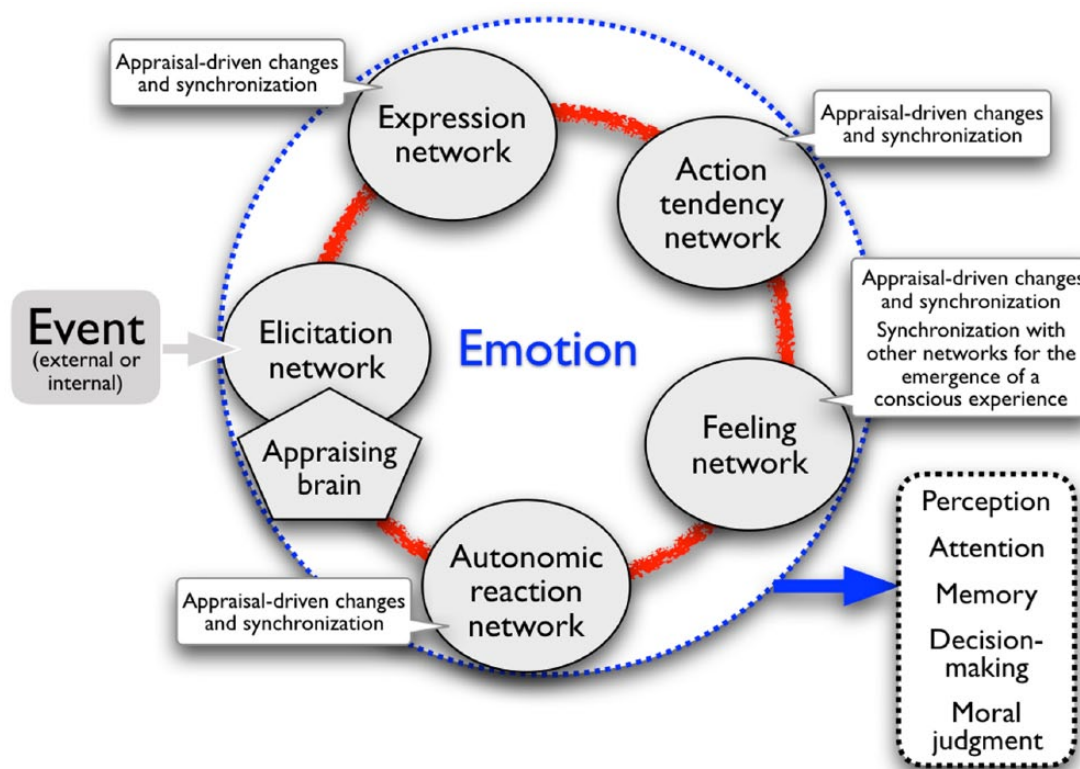 Appraisal-driven changes
and synchronization
Expression
network
Appraisal-driven changes
and synchronization
Action
tendency
network
Event
(external or
internal)
Elicitation
network
Emotion
Appraisal-driven changes
and synchronization
Synchronization with
other networks for the
emergence of a
conscious experience
Appraising
brain
Feeling
network
Autonomic
reaction
network
Appraisal-driven changes
and synchronization
Perception
Attention
Memory
Decision-
making
Moral
judgment